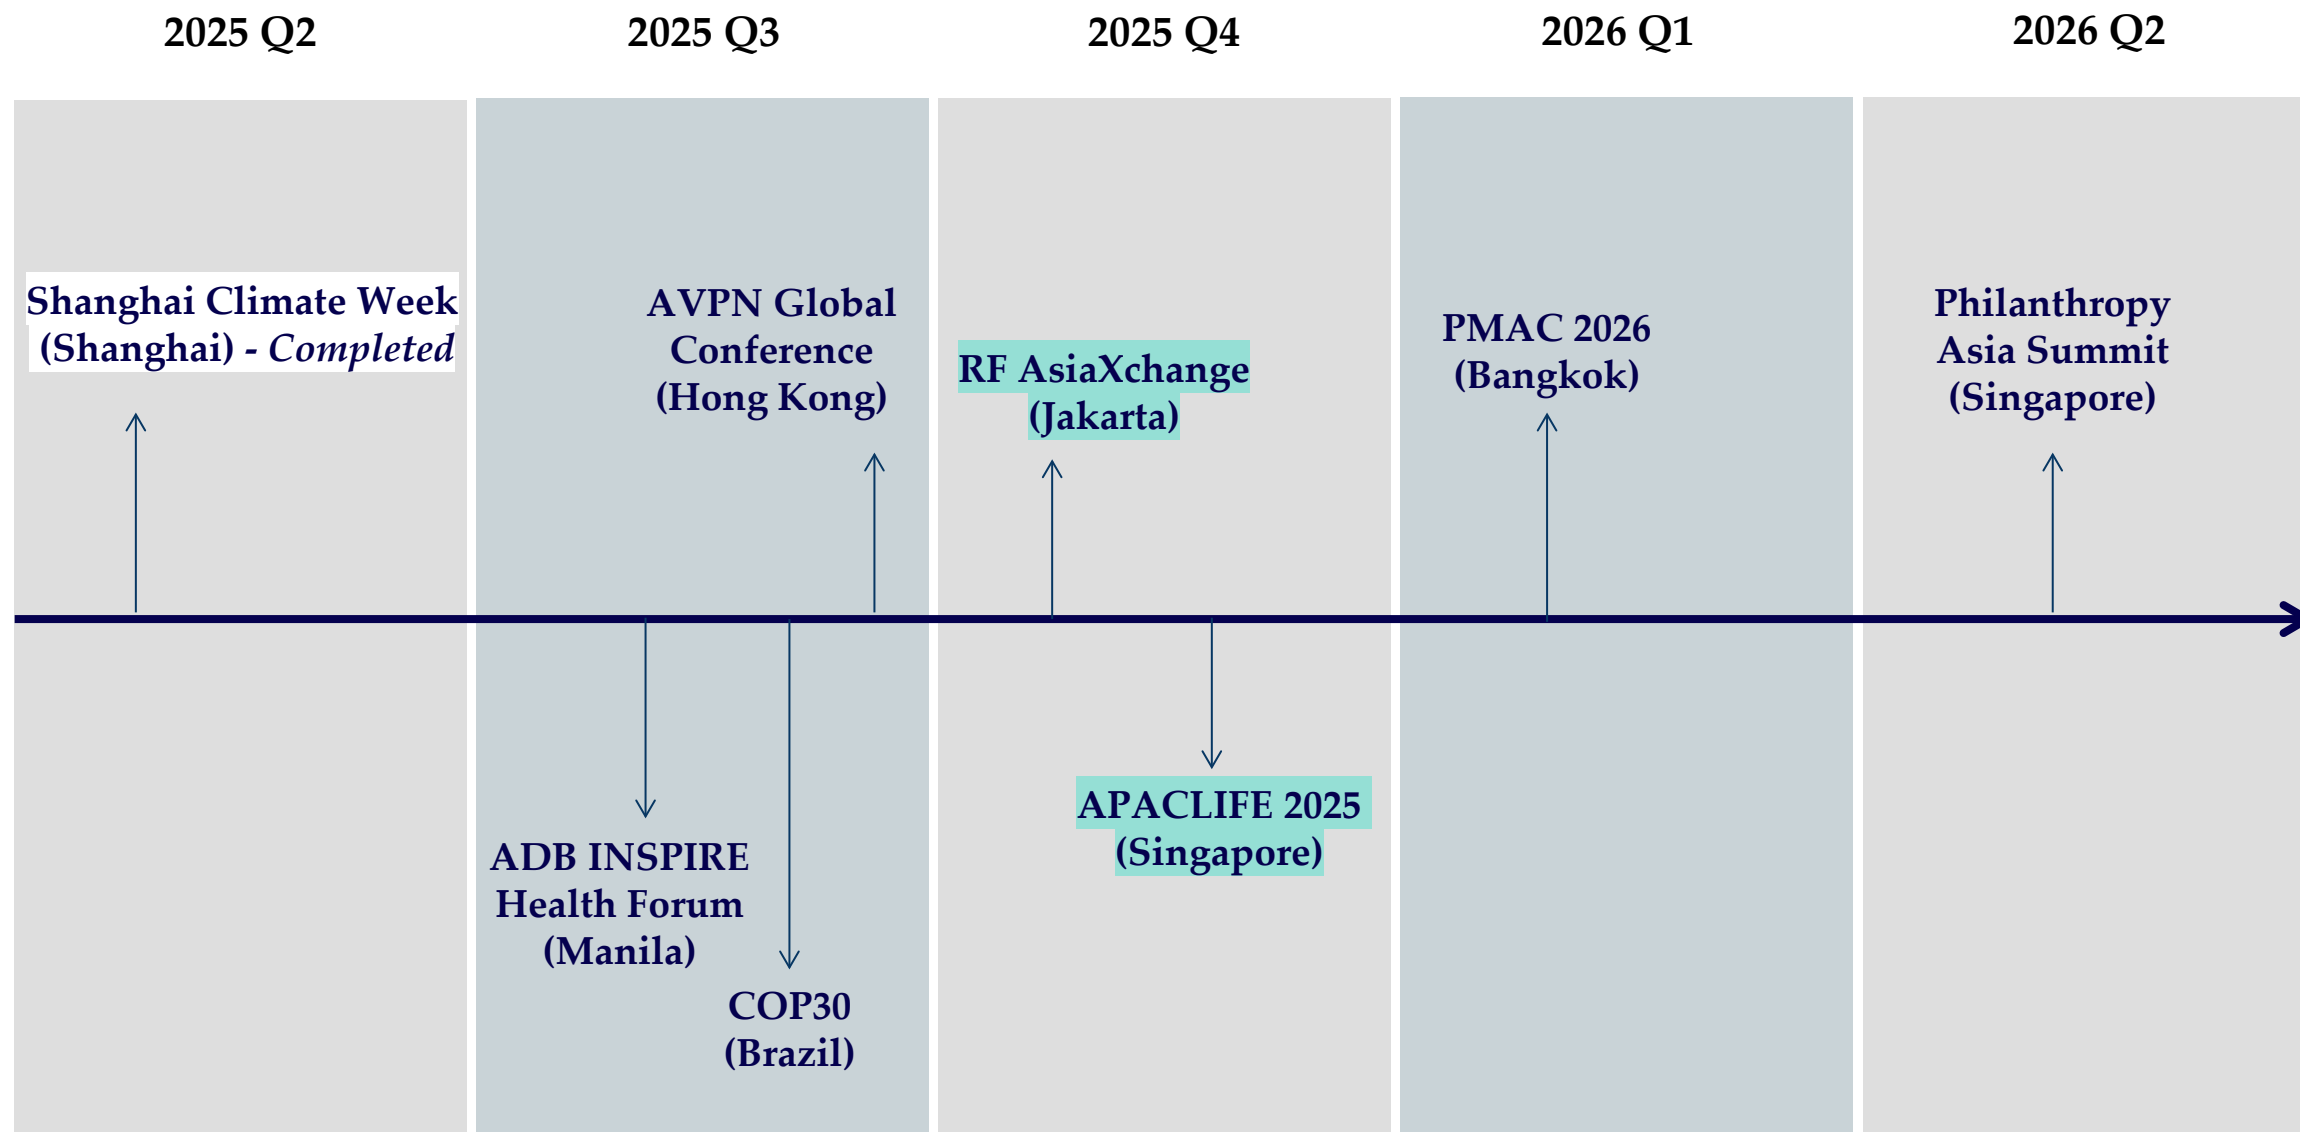 2025 Q2
2025 Q3
2025 Q4
2026 Q1
2026 Q2
Shanghai Climate Week
(Shanghai) - Completed
AVPN Global
Conference
(Hong Kong)
RF AsiaXchange
(Jakarta)
PMAC 2026
(Bangkok)
Philanthropy
Asia Summit
(Singapore)
ADB INSPIRE
Health Forum
(Manila)
COP30
(Brazil)
APACLIFE 2025
(Singapore)